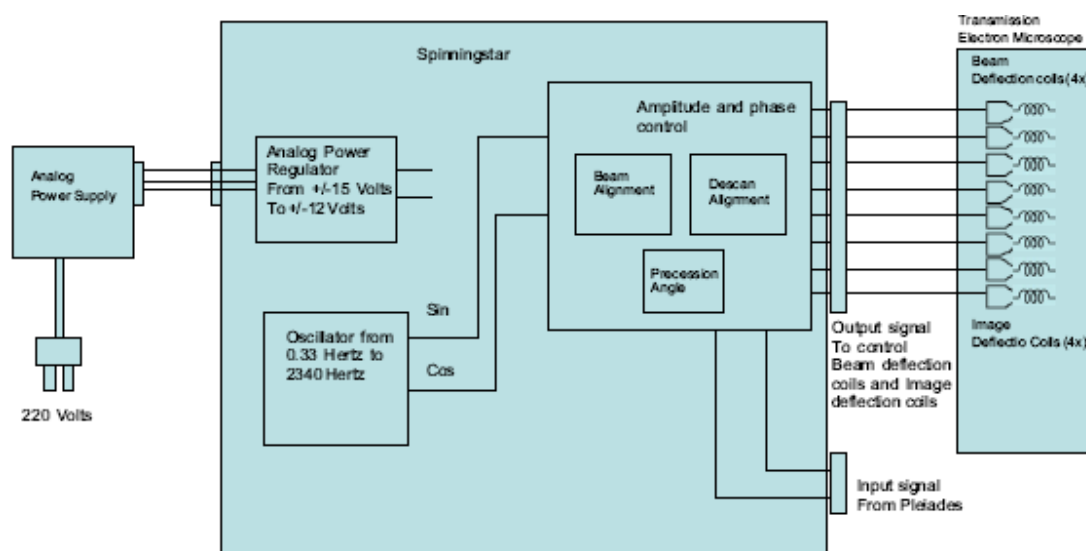 Transmission
Electron Microscope
Beam
Deflection coils (4x)
Spinningstar
Amplitude and phase
control
Analog Power
Regulator
From +/-15 Volts
To +/-12 Volts
Analog
Power Supply
Beam
Alignment
Descan
Alignment
Precession
Angle
Sin
Oscillator from
0.33 Hertz to
2340 Hertz
Cos
Image
Deflectio Coils (4x)
Output signal
To control
Beam deflection
coils and Image
deflection coils
220 Volts
Input signal
From Pleiades